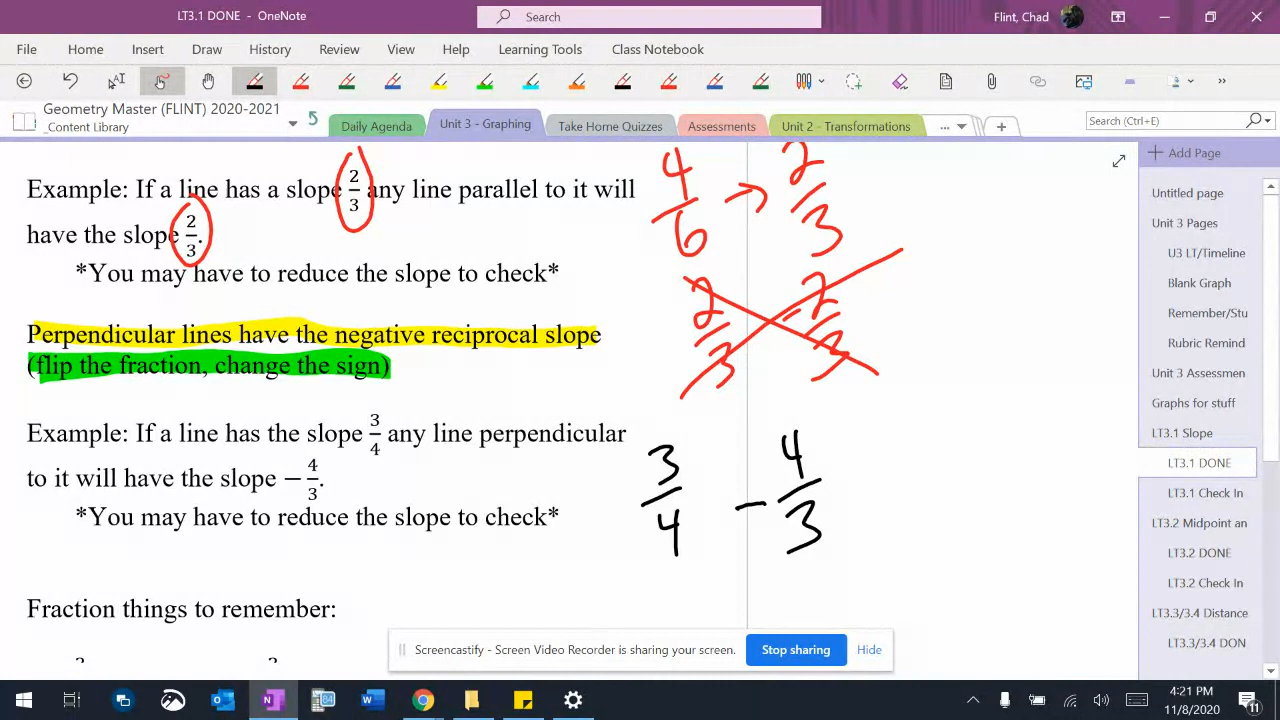 LT3.1 DONE - OneNote
Search
Flint, Chad
File Home Insert Draw History Review View Help Learning Tools Class Notebook
Geometry Master (FLINT) 2020-2021
_Content Library
Daily Agenda Unit 3 - Graphing Take Home Quizzes Assessments Unit 2 - Transformations ...
Search (Ctrl+E)
Add Page
Untitled page
Unit 3 Pages
U3 LT/Timeline
Blank Graph
Remember/Stu
Rubric Remind
Unit 3 Assessmen
Graphs for stuff
LT3.1 Slope
LT3.1 DONE
LT3.1 Check In
LT3.2 Midpoint an
LT3.2 DONE
LT3.2 Check In
LT3.3/3.4 Distance
LT3.3/3.4 DON
Example: If a line has a slope 2/3 any line parallel to it will
have the slope 2/3.
*You may have to reduce the slope to check*
4/6 → 2/3
2/3 -2/3
Perpendicular lines have the negative reciprocal slope
(flip the fraction, change the sign)
Example: If a line has the slope 3/4 any line perpendicular
to it will have the slope −4/3.
*You may have to reduce the slope to check*
3/4 -4/3
Fraction things to remember:
Screencastify - Screen Video Recorder is sharing your screen. Stop sharing Hide
4:21 PM
11/8/2020
11